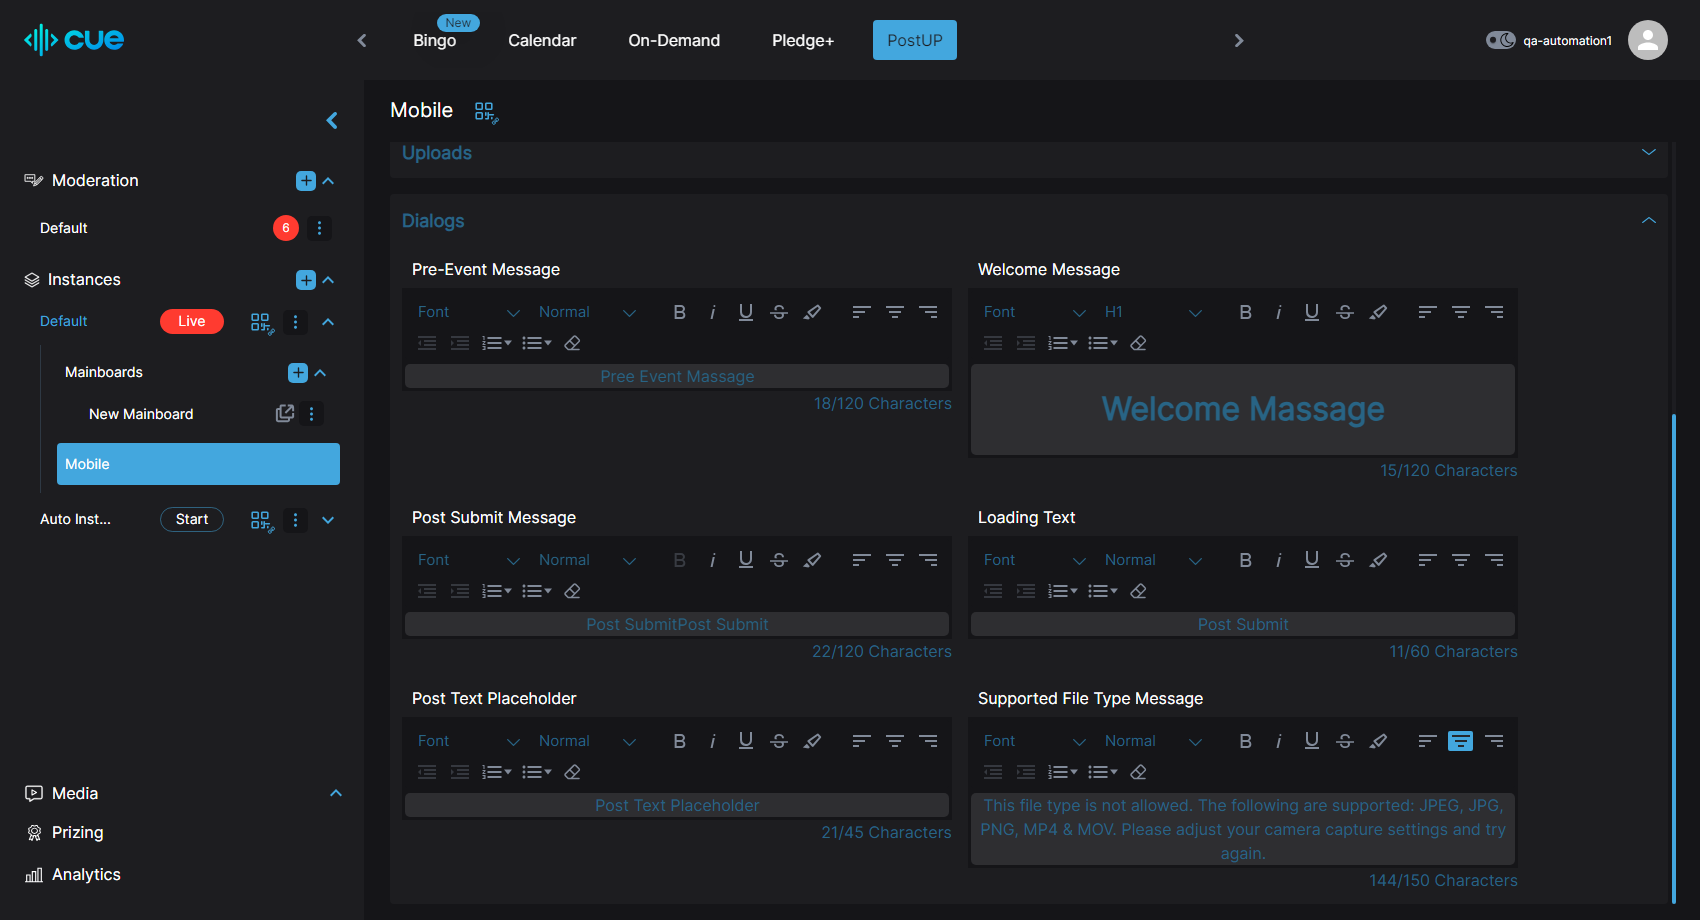 cue
New
Bingo
Calendar
On-Demand
Pledge+
PostUP
qa-automation1
Moderation
Default
6
Instances
Default
Live
Mainboards
New Mainboard
Mobile
Auto Inst...
Start
Media
Prizing
Analytics
Mobile
Uploads
Dialogs
Pre-Event Message
Font
Normal
Pree Event Massage
18/120 Characters
Welcome Message
Font
H1
Welcome Massage
15/120 Characters
Post Submit Message
Font
Normal
Post SubmitPost Submit
22/120 Characters
Loading Text
Font
Normal
Post Submit
11/60 Characters
Post Text Placeholder
Font
Normal
Post Text Placeholder
21/45 Characters
Supported File Type Message
Font
Normal
This file type is not allowed. The following are supported: JPEG, JPG,
PNG, MP4 & MOV. Please adjust your camera capture settings and try
again.
144/150 Characters